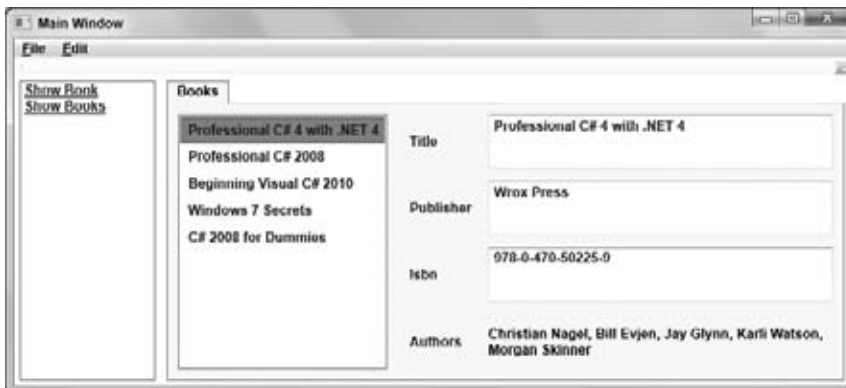 Main Window
File Edit
Show Book
Show Books
Books
Professional C# 4 with .NET 4
Professional C# 2008
Beginning Visual C# 2010
Windows 7 Secrets
C# 2008 for Dummies
Title
Professional C# 4 with .NET 4
Publisher
Wrox Press
Isbn
978-0-470-50225-9
Authors
Christian Nagel, Bill Evjen, Jay Glynn, Karli Watson,
Morgan Skinner